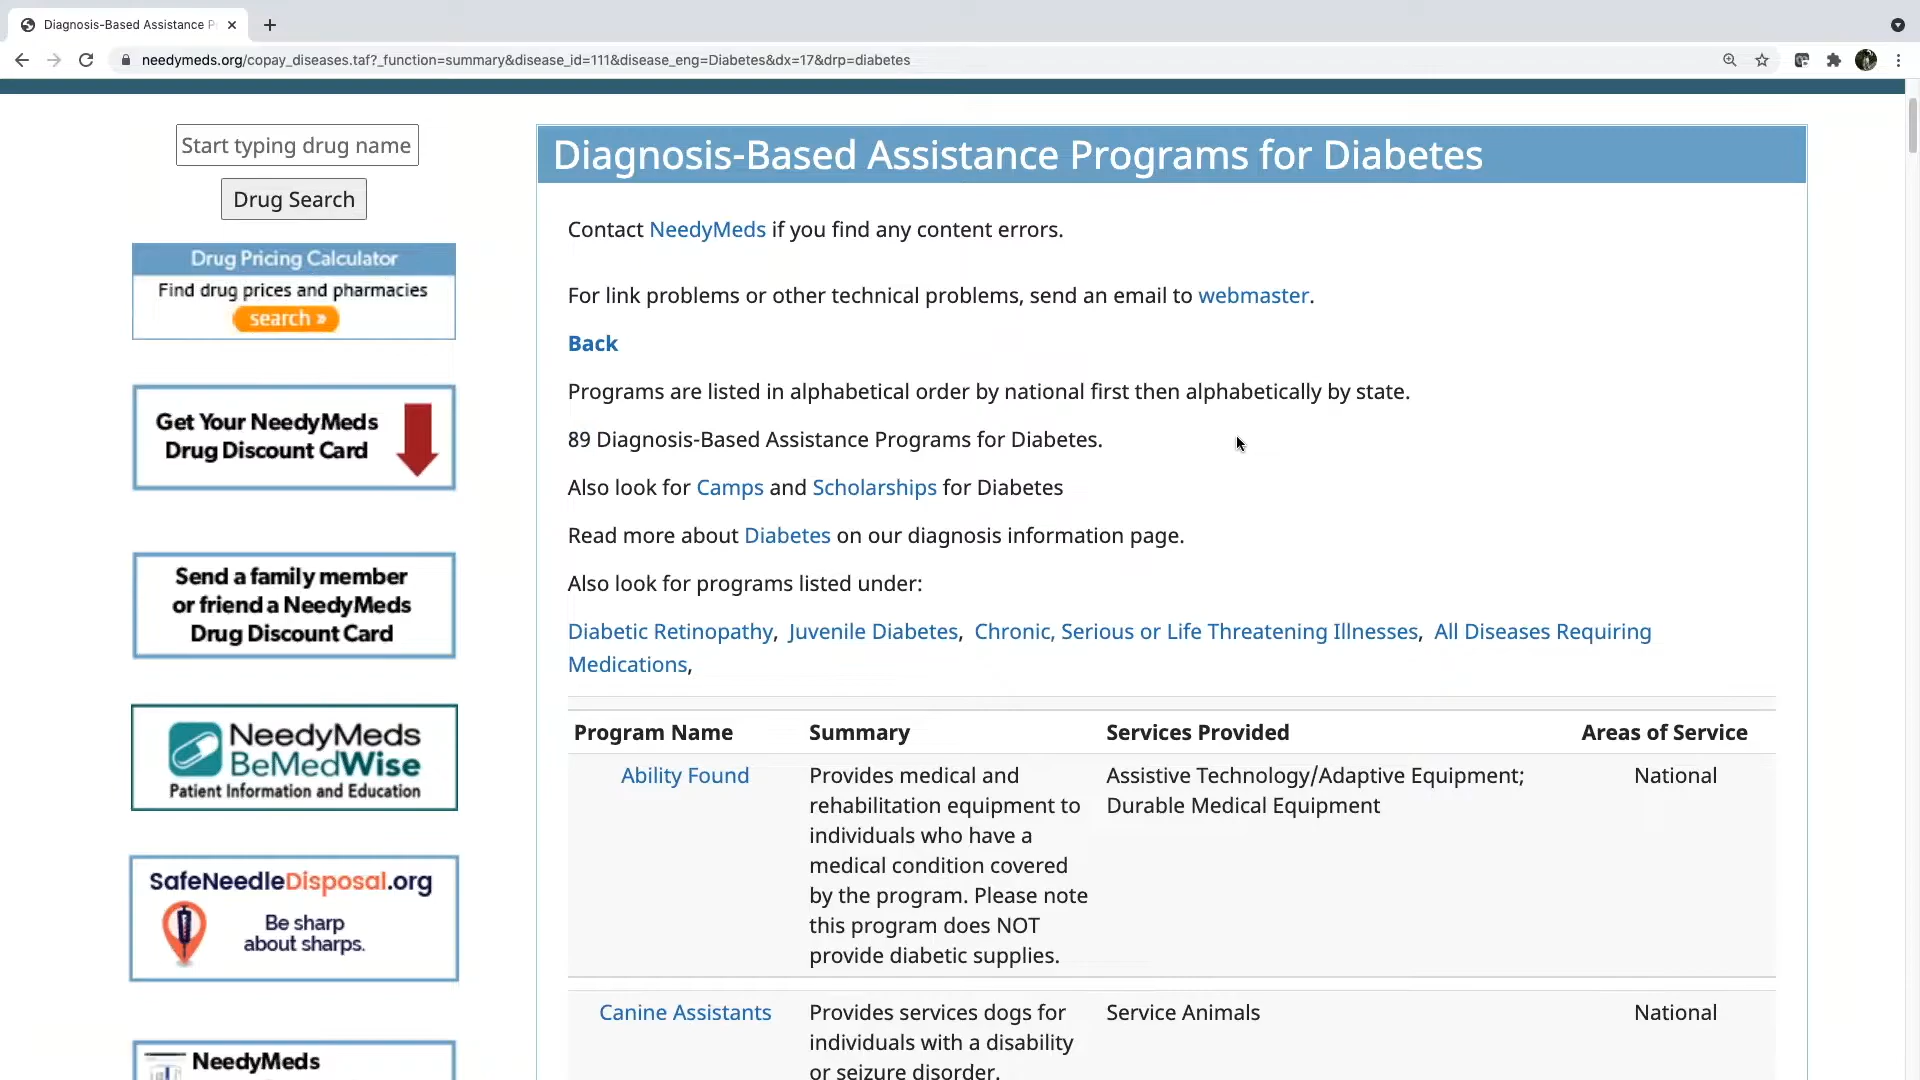 Diagnosis-Based Assistance P
needymeds.org/copay_diseases.taf?_function=summary&disease_id=111&disease_eng=Diabetes&dx=17&drp=diabetes
Start typing drug name
Drug Search
Drug Pricing Calculator
Find drug prices and pharmacies
search »
Get Your NeedyMeds
Drug Discount Card
Send a family member
or friend a NeedyMeds
Drug Discount Card
NeedyMeds
BeMedWise
Patient Information and Education
SafeNeedleDisposal.org
Be sharp
about sharps.
NeedyMeds
Diagnosis-Based Assistance Programs for Diabetes
Contact NeedyMeds if you find any content errors.
For link problems or other technical problems, send an email to webmaster.
Back
Programs are listed in alphabetical order by national first then alphabetically by state.
89 Diagnosis-Based Assistance Programs for Diabetes.
Also look for Camps and Scholarships for Diabetes
Read more about Diabetes on our diagnosis information page.
Also look for programs listed under:
Diabetic Retinopathy, Juvenile Diabetes, Chronic, Serious or Life Threatening Illnesses, All Diseases Requiring
Medications,
Program Name Summary Services Provided Areas of Service
Ability Found Provides medical and Assistive Technology/Adaptive Equipment; National
rehabilitation equipment to Durable Medical Equipment
individuals who have a
medical condition covered
by the program. Please note
this program does NOT
provide diabetic supplies.
Canine Assistants Provides services dogs for Service Animals National
individuals with a disability
or seizure disorder.